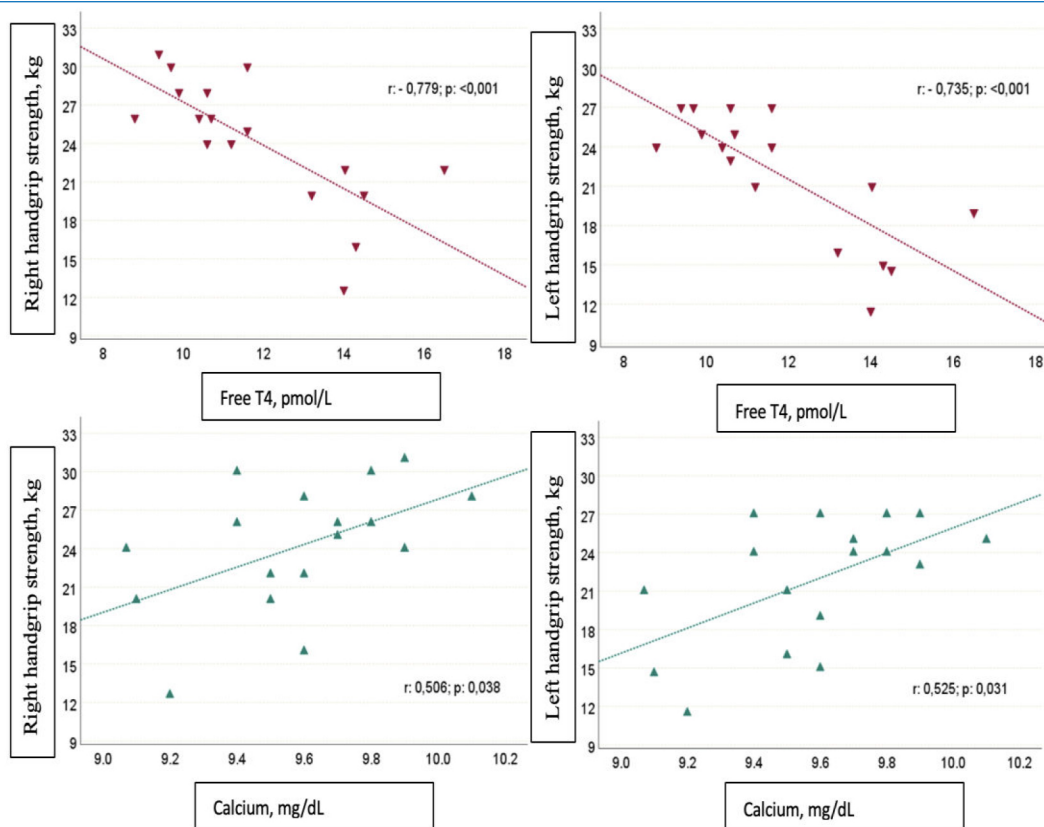 Right handgrip strength, kg
33
30
27
24
21
18
15
12
9
r: - 0,779; p: <0,001
8 10 12 14 16 18
Free T4, pmol/L
Left handgrip strength, kg
33
30
27
24
21
18
15
12
9
r: - 0,735; p: <0,001
8 10 12 14 16 18
Free T4, pmol/L
Right handgrip strength, kg
33
30
27
24
21
18
15
12
9
r: 0,506; p: 0,038
9.0 9.2 9.4 9.6 9.8 10.0 10.2
Calcium, mg/dL
Left handgrip strength, kg
33
30
27
24
21
18
15
12
9
r: 0,525; p: 0,031
9.0 9.2 9.4 9.6 9.8 10.0 10.2
Calcium, mg/dL